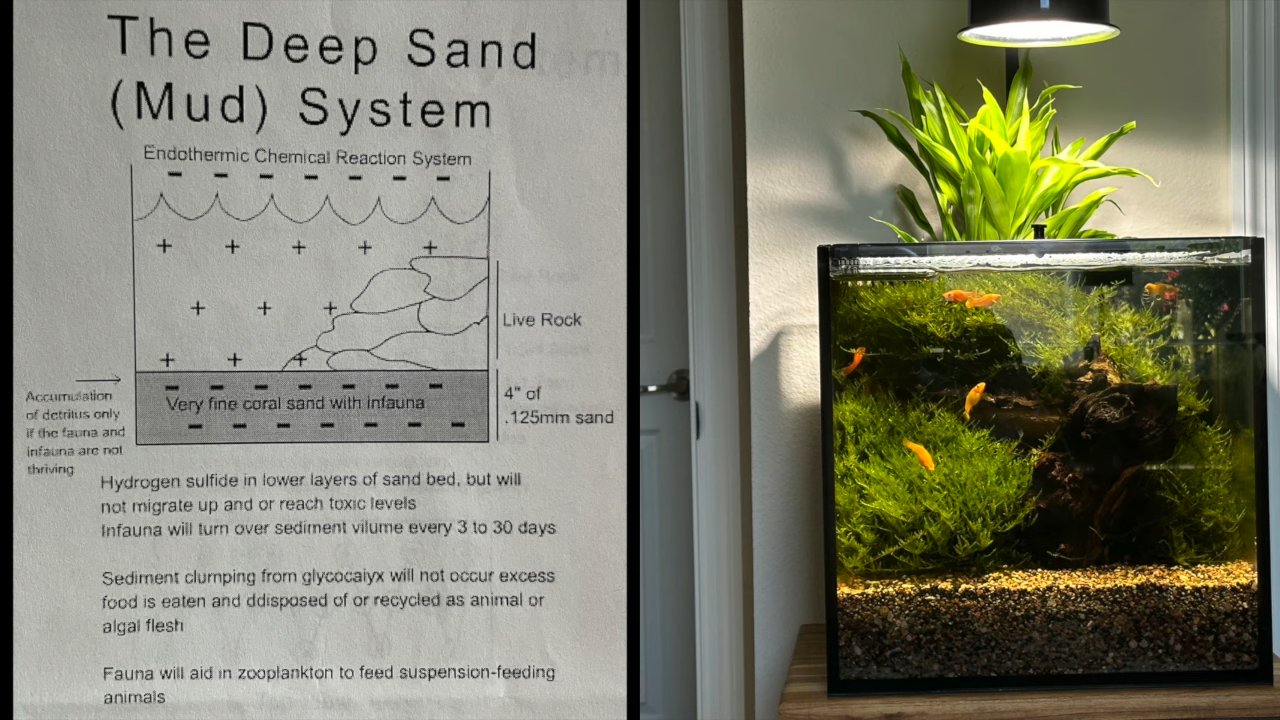 The Deep Sand
(Mud) System
Endothermic Chemical Reaction System
- - - - - - -
+ + + + +
+ + +
+ + +
Live Rock
- - - - - - -
Very fine coral sand with infauna
- - - - - - -
4" of
.125mm sand
Accumulation
of detritus only
if the fauna and
infauna are not
thriving
Hydrogen sulfide in lower layers of sand bed, but will
not migrate up and or reach toxic levels
Infauna will turn over sediment vilume every 3 to 30 days
Sediment clumping from glycocaiyx will not occur excess
food is eaten and ddisposed of or recycled as animal or
algal flesh
Fauna will aid in zooplankton to feed suspension-feeding
animals